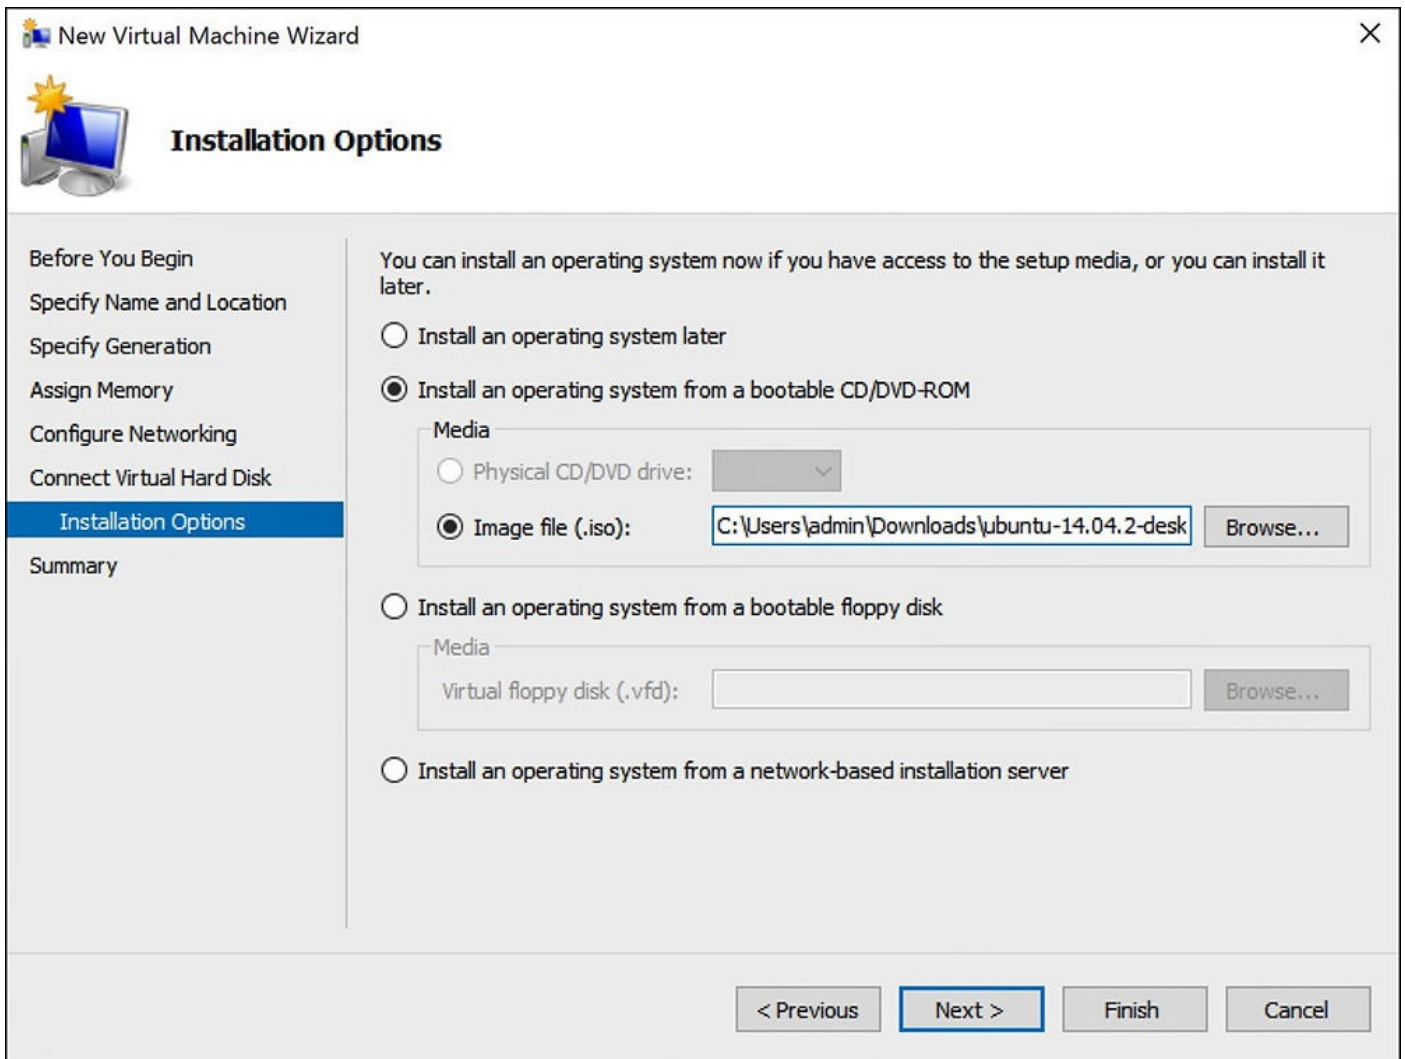 New Virtual Machine Wizard
Installation Options
Before You Begin
Specify Name and Location
Specify Generation
Assign Memory
Configure Networking
Connect Virtual Hard Disk
Installation Options
Summary
You can install an operating system now if you have access to the setup media, or you can install it
later.
Install an operating system later
Install an operating system from a bootable CD/DVD-ROM
Media
Physical CD/DVD drive:
Image file (.iso): C:\Users\admin\Downloads\ubuntu-14.04.2-desk Browse...
Install an operating system from a bootable floppy disk
Media
Virtual floppy disk (.vfd): Browse...
Install an operating system from a network-based installation server
< Previous Next > Finish Cancel